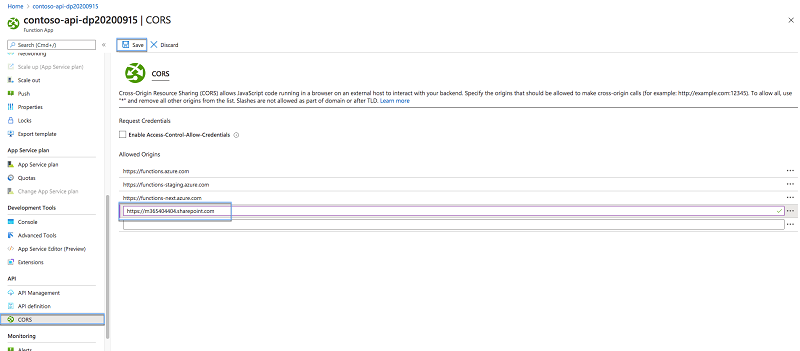 Home > contoso-api-dp20200915
contoso-api-dp20200915 | CORS
Function App
Search (Cmd+/)
Networking
Scale up (App Service plan)
Scale out
Push
Properties
Locks
Export template
App Service plan
App Service plan
Quotas
Change App Service plan
Development Tools
Console
Advanced Tools
App Service Editor (Preview)
Extensions
API
API Management
API definition
CORS
Monitoring
Alerts
Save Discard
CORS
Cross-Origin Resource Sharing (CORS) allows JavaScript code running in a browser on an external host to interact with your backend. Specify the origins that should be allowed to make cross-origin calls (for example: http://example.com:12345). To allow all, use
"*" and remove all other origins from the list. Slashes are not allowed as part of domain or after TLD. Learn more
Request Credentials
Enable Access-Control-Allow-Credentials
Allowed Origins
https://functions.azure.com
https://functions-staging.azure.com
https://functions-next.azure.com
https://m365404404.sharepoint.com